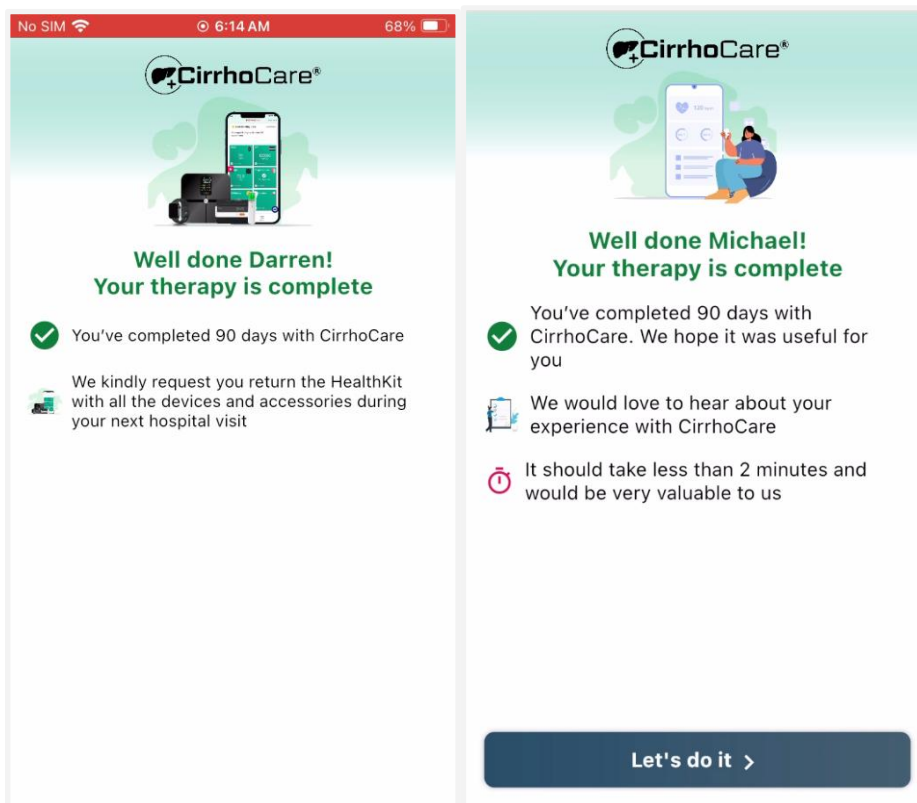 No SIM 6:14 AM 68%
CirrhoCare®
Well done Darren!
Your therapy is complete
You've completed 90 days with CirrhoCare
We kindly request you return the HealthKit
with all the devices and accessories during
your next hospital visit
CirrhoCare®
Well done Michael!
Your therapy is complete
You've completed 90 days with
CirrhoCare. We hope it was useful for
you
We would love to hear about your
experience with CirrhoCare
It should take less than 2 minutes and
would be very valuable to us
Let's do it >